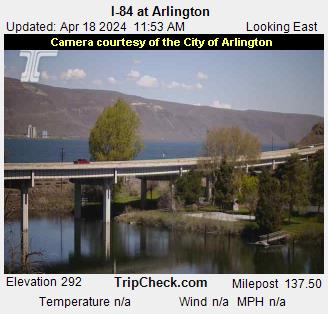 I-84 at Arlington
Updated: Apr 18 2024 11:53 AM Looking East
Camera courtesy of the City of Arlington
Elevation 292 TripCheck.com Milepost 137.50
Temperature n/a Wind n/a MPH n/a